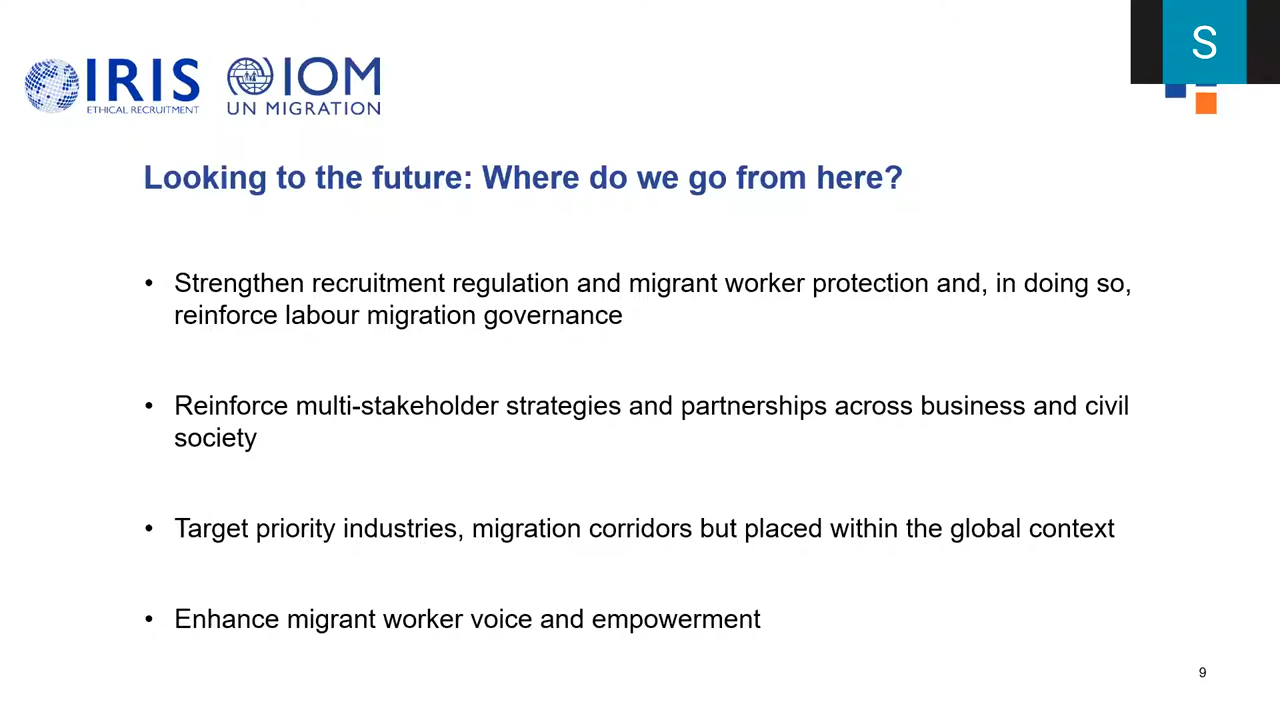 S
IRIS
ETHICAL RECRUITMENT
IOM
UN MIGRATION
Looking to the future: Where do we go from here?
• Strengthen recruitment regulation and migrant worker protection and, in doing so,
reinforce labour migration governance
• Reinforce multi-stakeholder strategies and partnerships across business and civil
society
• Target priority industries, migration corridors but placed within the global context
• Enhance migrant worker voice and empowerment
9